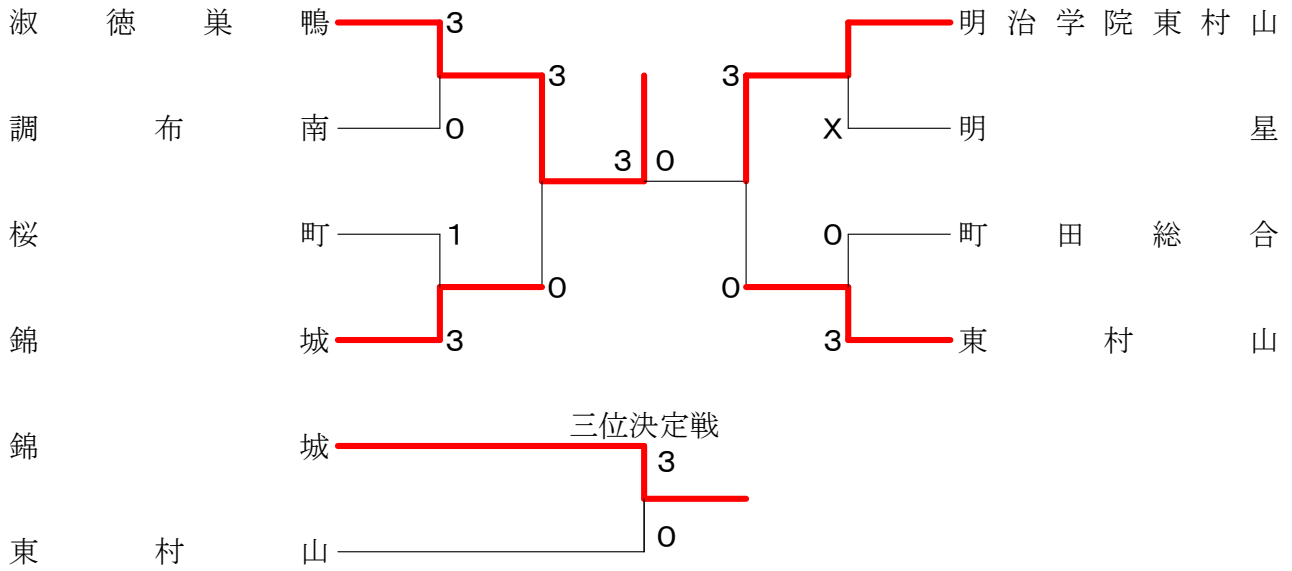 淑徳巣鴨 3 明治学院東村山
3 3
調布南 0 X 明星
3 0
桜町 1 0 町田総合
0 0
錦城 3 3 東村山
三位決定戦
錦城
3
0
東村山